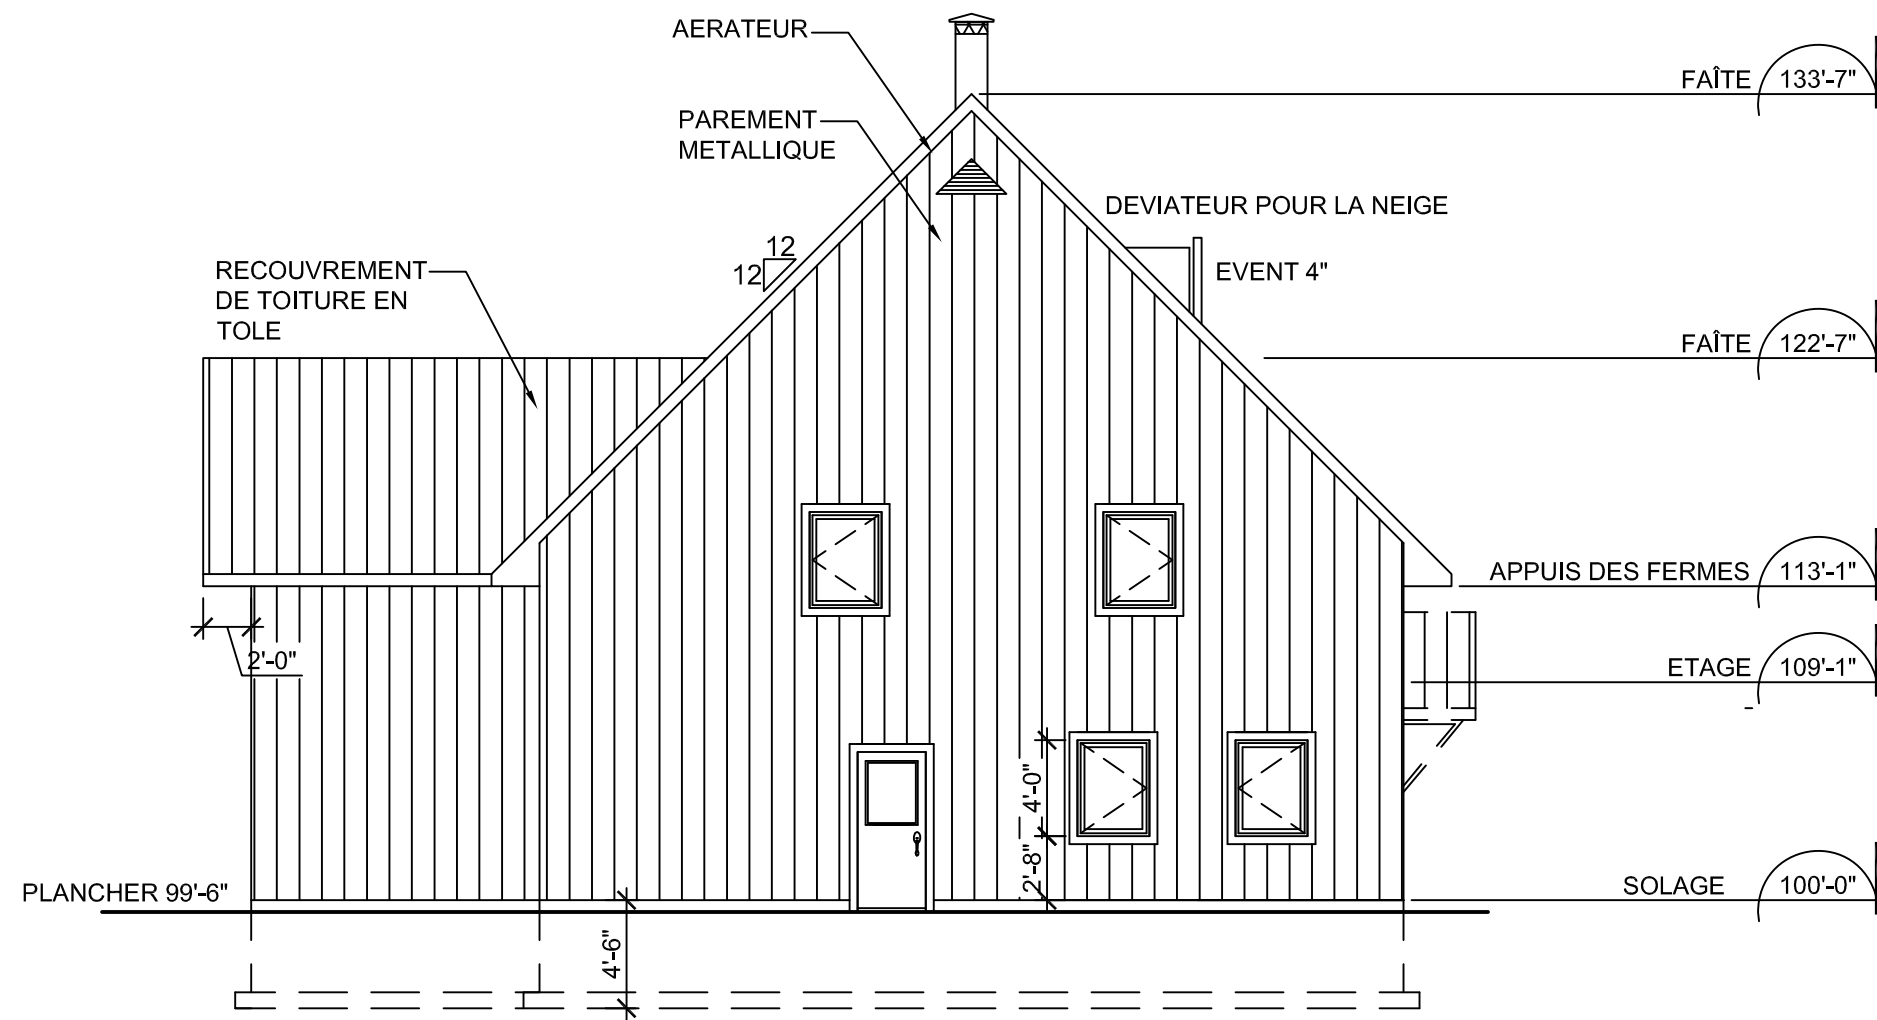 AERATEUR
FAÎTE 133'-7"
PAREMENT
METALLIQUE
DEVIATEUR POUR LA NEIGE
12
12
EVENT 4"
RECOUVREMENT
DE TOITURE EN
TOLE
FAÎTE 122'-7"
APPUIS DES FERMES 113'-1"
2'-0"
ETAGE 109'-1"
4'-0"
2'-8"
PLANCHER 99'-6"
SOLAGE 100'-0"
4'-6"